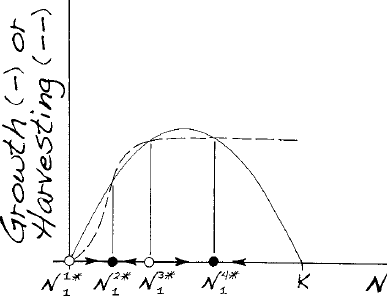 Growth (-) or
Harvesting (--)
N₁¹* N₁²* N₁³* N₁⁴* K N